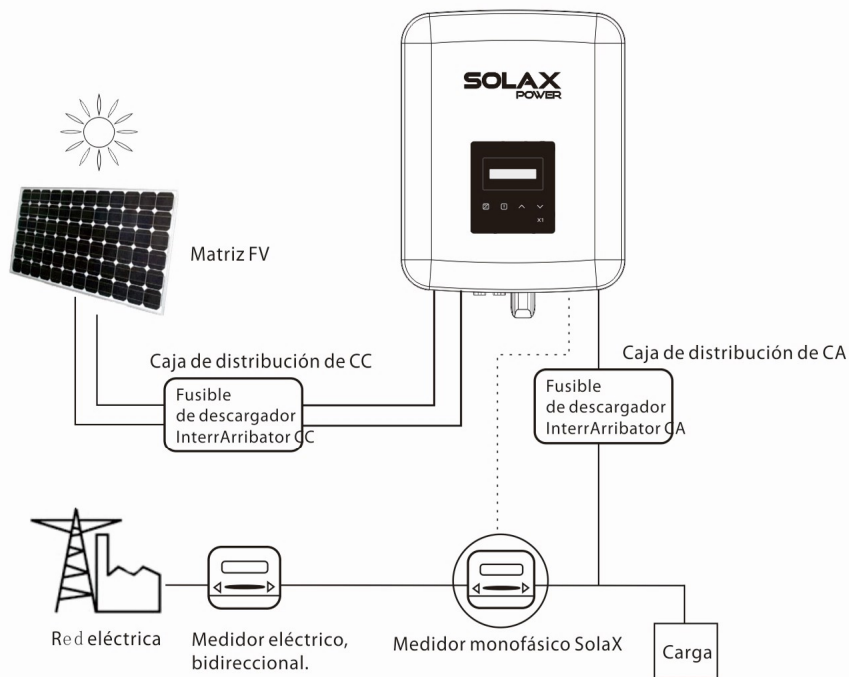 SOLAX
POWER
X1
Matriz FV
Caja de distribución de CC
Fusible
de descargador
InterrArribator CC
Caja de distribución de CA
Fusible
de descargador
InterrArribator CA
Red eléctrica
Medidor eléctrico,
bidireccional.
Medidor monofásico SolaX
Carga